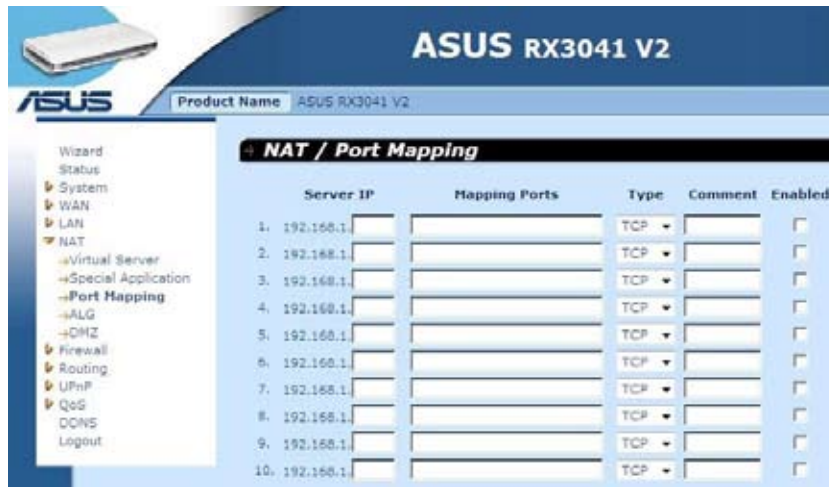 ASUS RX3041 V2
ASUS
Product Name ASUS RX3041 V2
Wizard
Status
System
WAN
LAN
NAT
Virtual Server
Special Application
Port Mapping
ALG
DMZ
Firewall
Routing
UPnP
QoS
DDNS
Logout
NAT / Port Mapping
Server IP Mapping Ports Type Comment Enabled
1. 192.168.1. TCP
2. 192.168.1. TCP
3. 192.168.1. TCP
4. 192.168.1. TCP
5. 192.168.1. TCP
6. 192.168.1. TCP
7. 192.168.1. TCP
8. 192.168.1. TCP
9. 192.168.1. TCP
10. 192.168.1. TCP